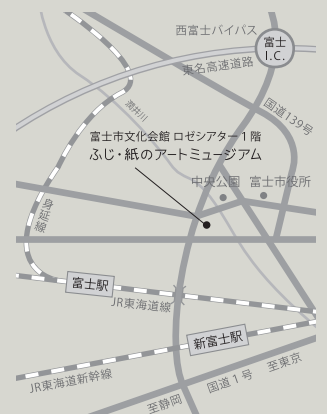 西富士バイパス
富士
I.C.
東名高速道路
国道139号
潤井川
富士市文化会館 ロゼシアター1階
ふじ・紙のアートミュージアム
中央公園
富士市役所
身延線
富士駅
JR東海道線
新富士駅
JR東海道新幹線
国道1号
至東京
至静岡